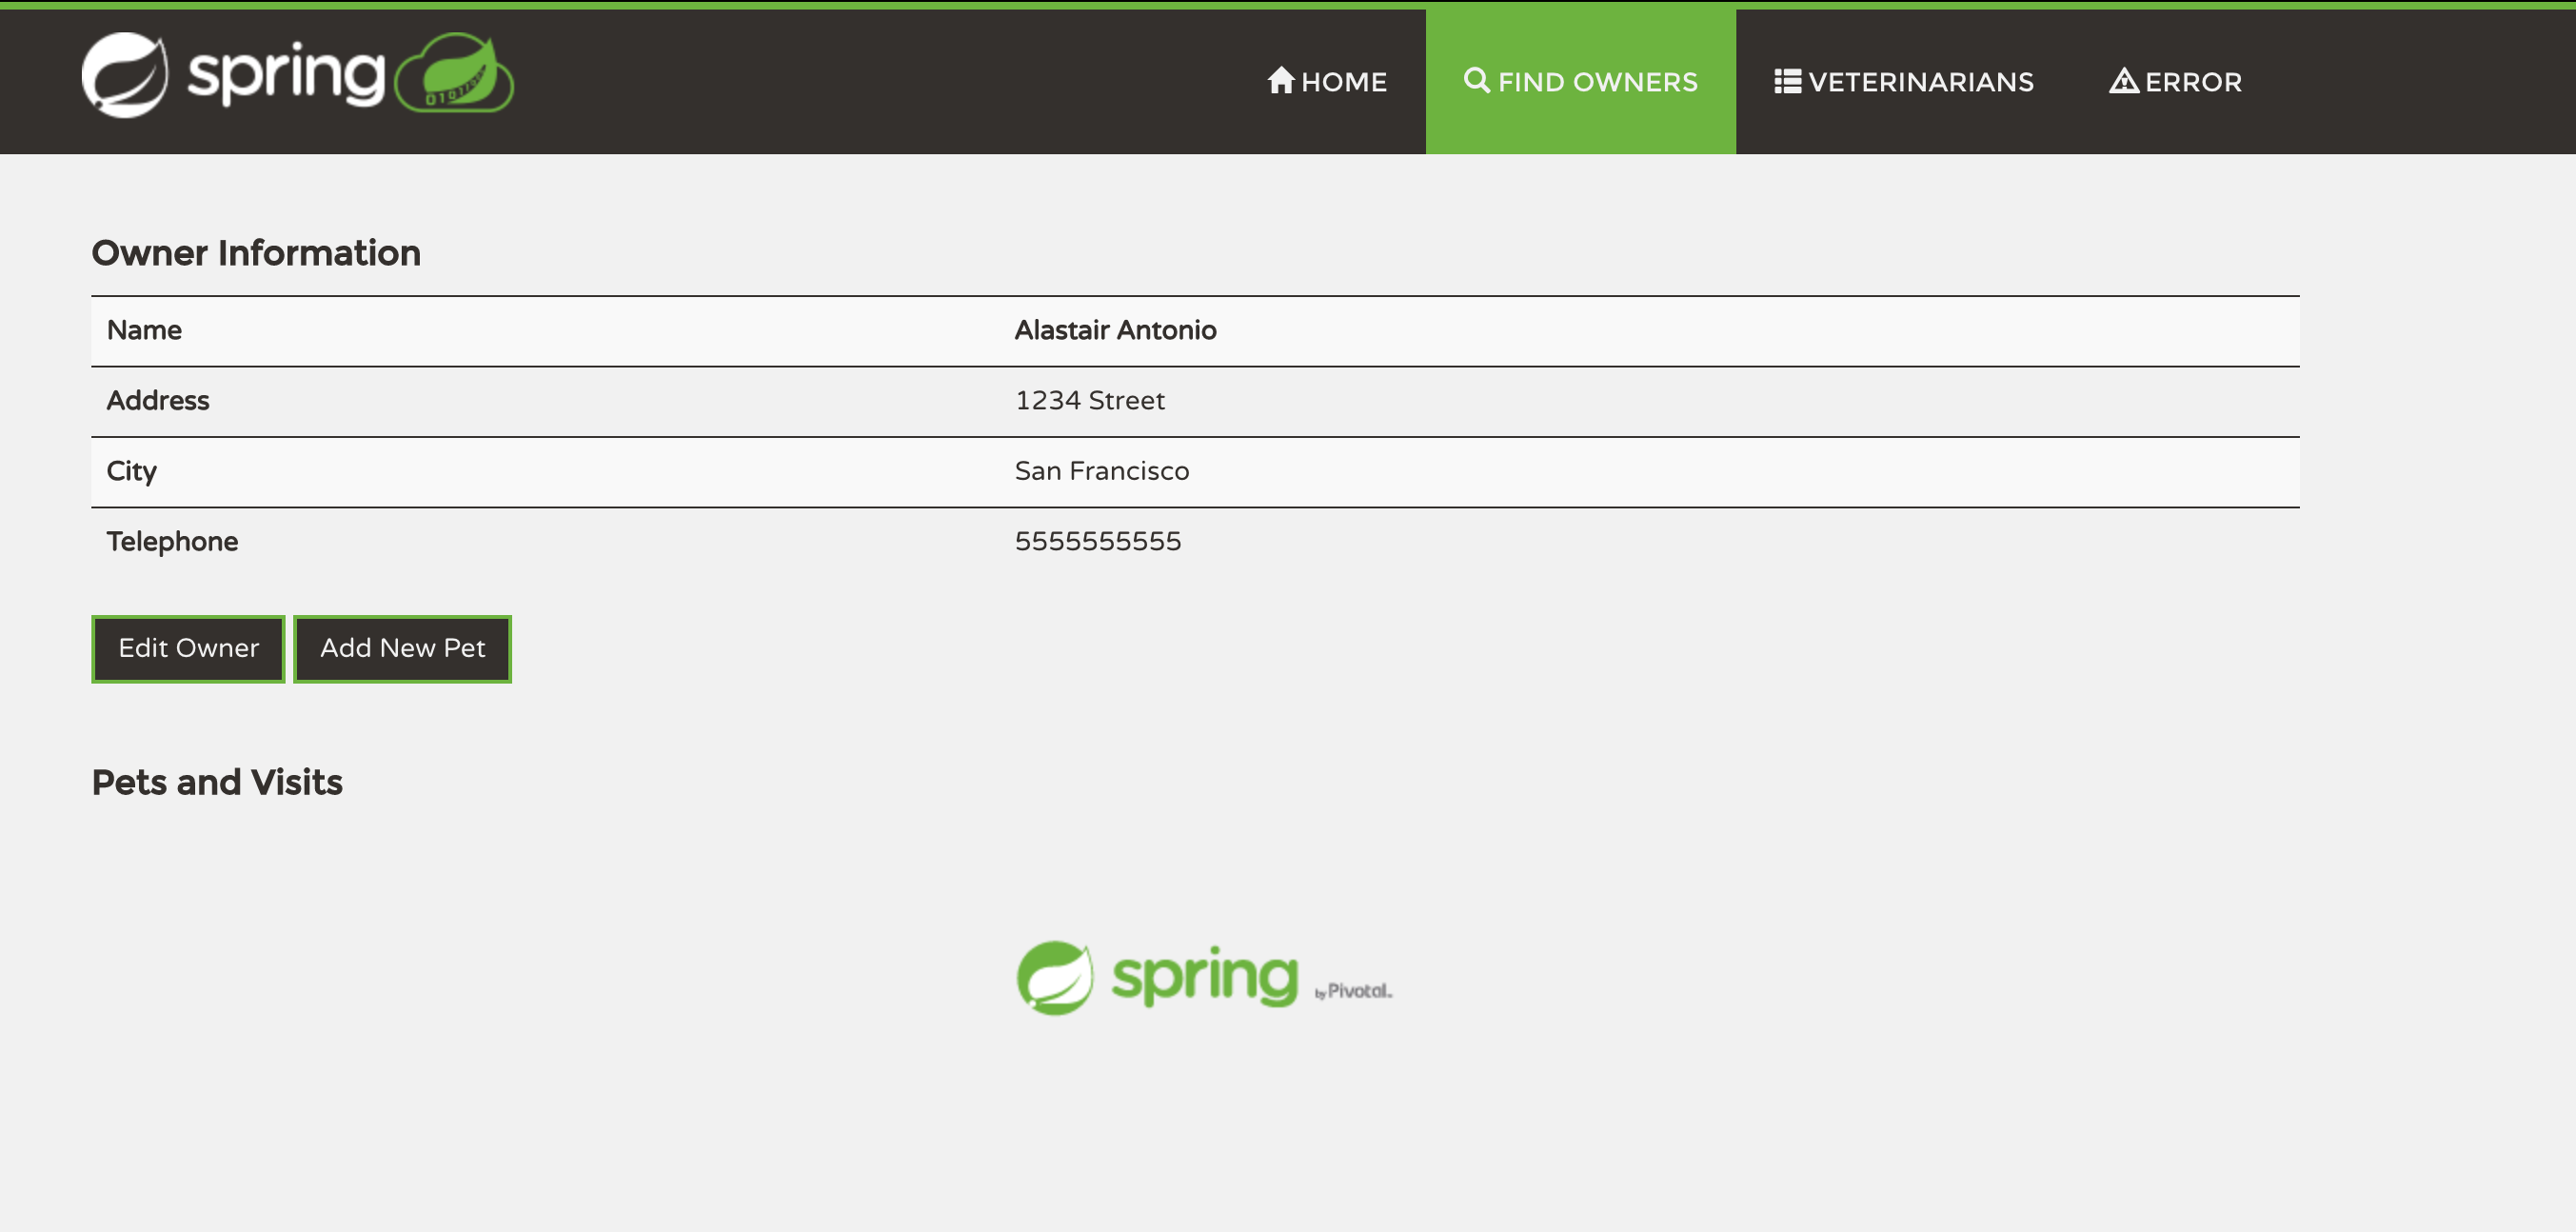 spring
HOME
FIND OWNERS
VETERINARIANS
ERROR
Owner Information
Name Alastair Antonio
Address 1234 Street
City San Francisco
Telephone 5555555555
Edit Owner Add New Pet
Pets and Visits
spring by Pivotal